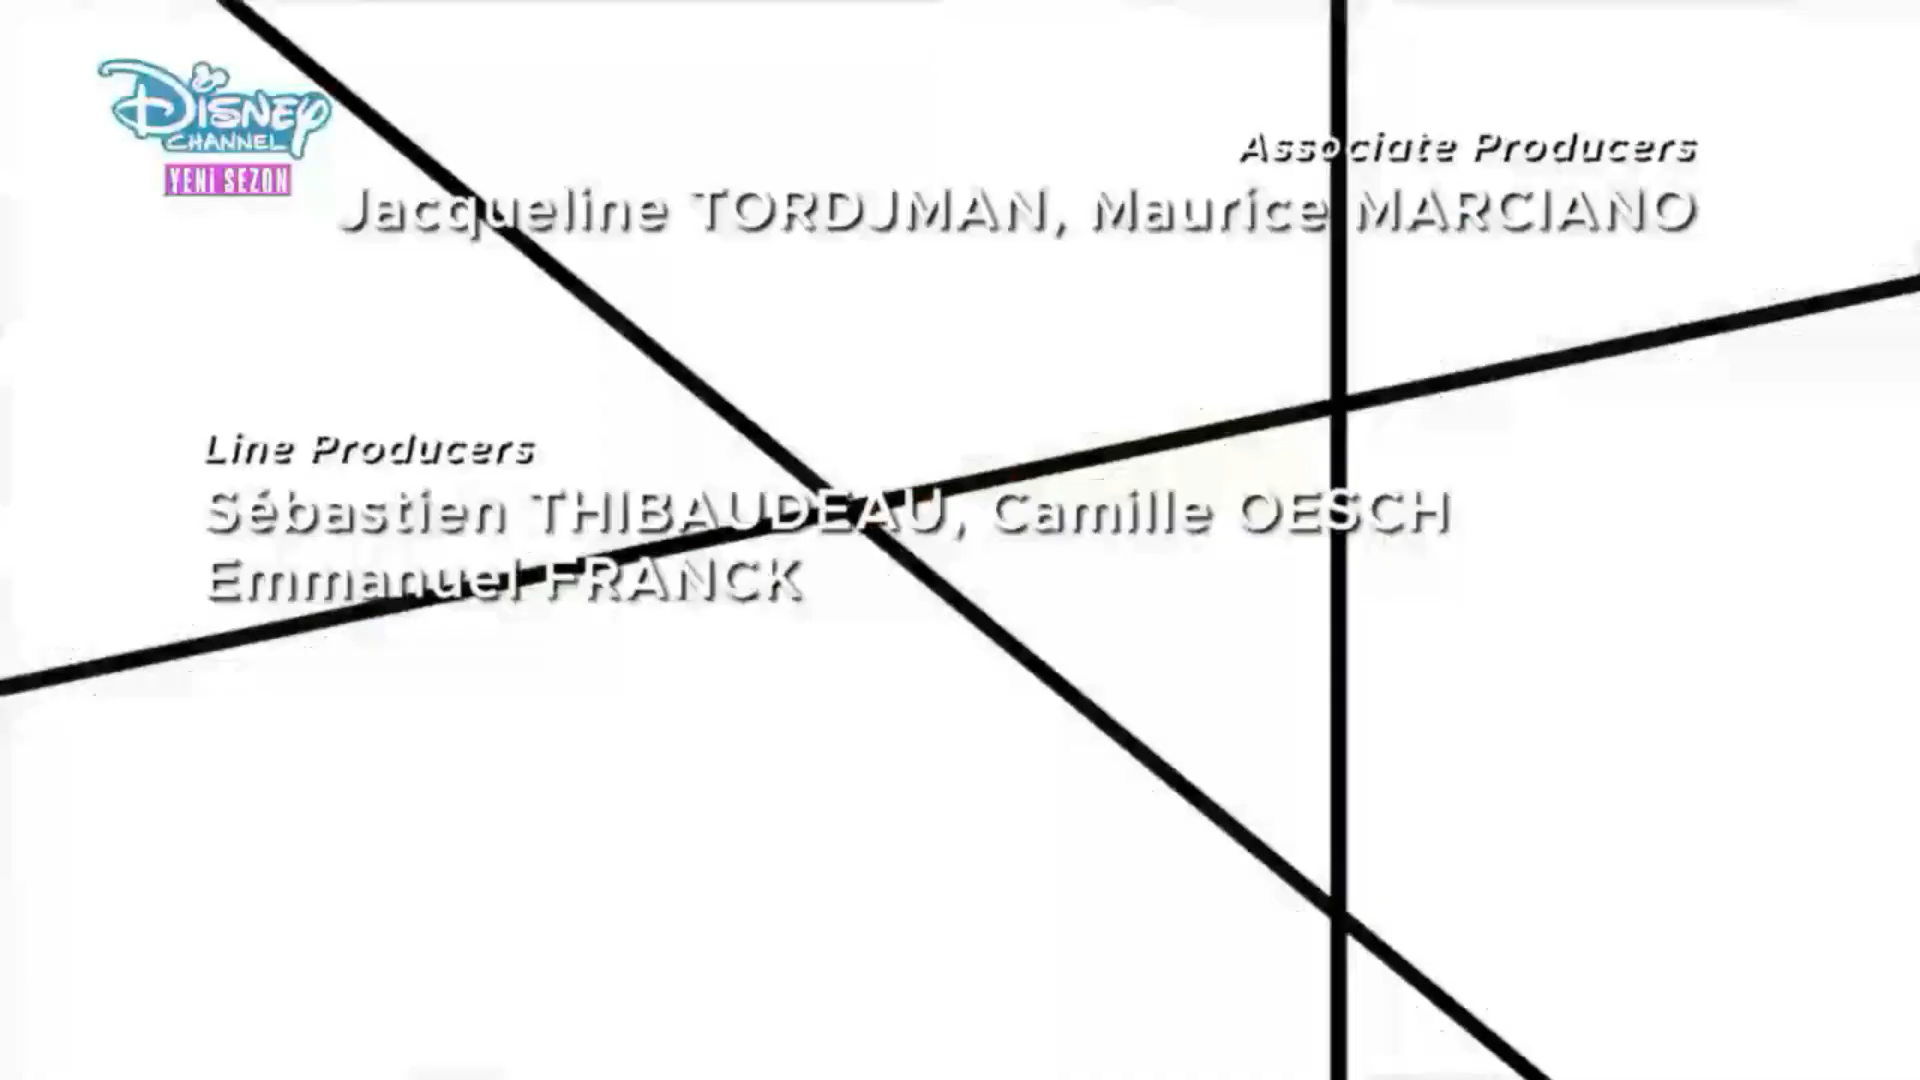 Disney
CHANNEL
YENI SEZON
Associate Producers
Jacqueline TORDJMAN, Maurice MARCIANO
Line Producers
Sébastien THIBAUDEAU, Camille OESCH
Emmanuel FRANCK